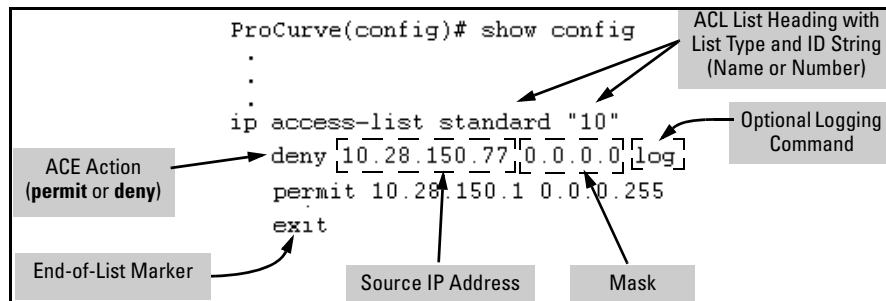 ProCurve(config)# show config
.
.
.
ip access-list standard "10"
deny 10.28.150.77 0.0.0.0 log
permit 10.28.150.1 0.0.0.255
exit
ACL List Heading with
List Type and ID String
(Name or Number)
Optional Logging
Command
ACE Action
(permit or deny)
End-of-List Marker
Source IP Address
Mask